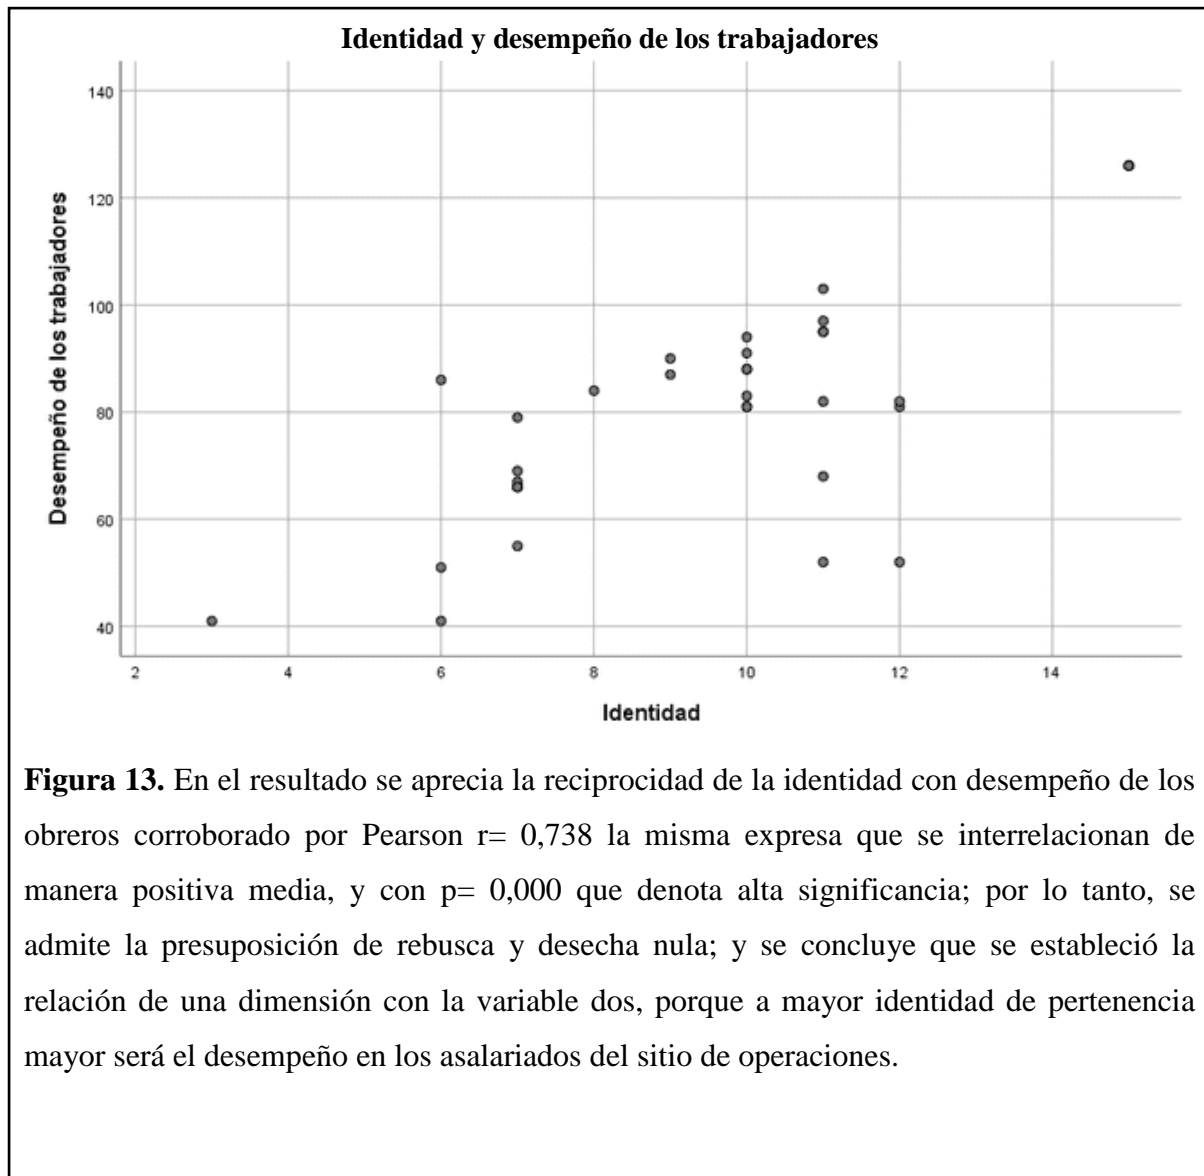 Identidad y desempeño de los trabajadores
140
120
100
80
60
40
Desempeño de los trabajadores
2 4 6 8 10 12 14
Identidad
Figura 13. En el resultado se aprecia la reciprocidad de la identidad con desempeño de los
obreros corroborado por Pearson r= 0,738 la misma expresa que se interrelacionan de
manera positiva media, y con p= 0,000 que denota alta significancia; por lo tanto, se
admite la presuposición de rebusca y desecha nula; y se concluye que se estableció la
relación de una dimensión con la variable dos, porque a mayor identidad de pertenencia
mayor será el desempeño en los asalariados del sitio de operaciones.